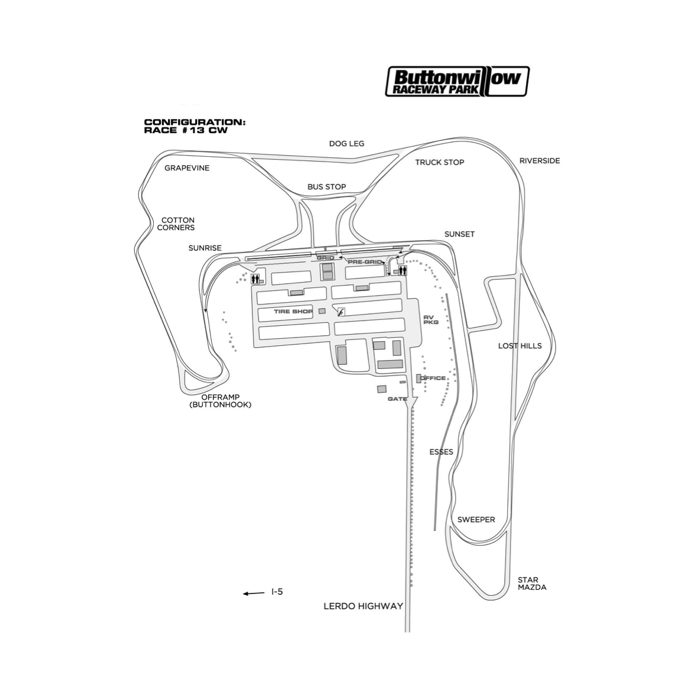 Buttonwillow
RACEWAY PARK
CONFIGURATION:
RACE #13 CW
DOG LEG
RIVERSIDE
TRUCK STOP
GRAPEVINE
BUS STOP
COTTON
CORNERS
SUNSET
SUNRISE
GRID
PRE-GRID
TIRE SHOP
RV
PKG
LOST HILLS
OFFICE
OFFRAMP
(BUTTONHOOK)
GATE
ESSES
SWEEPER
STAR
MAZDA
I-5
LERDO HIGHWAY